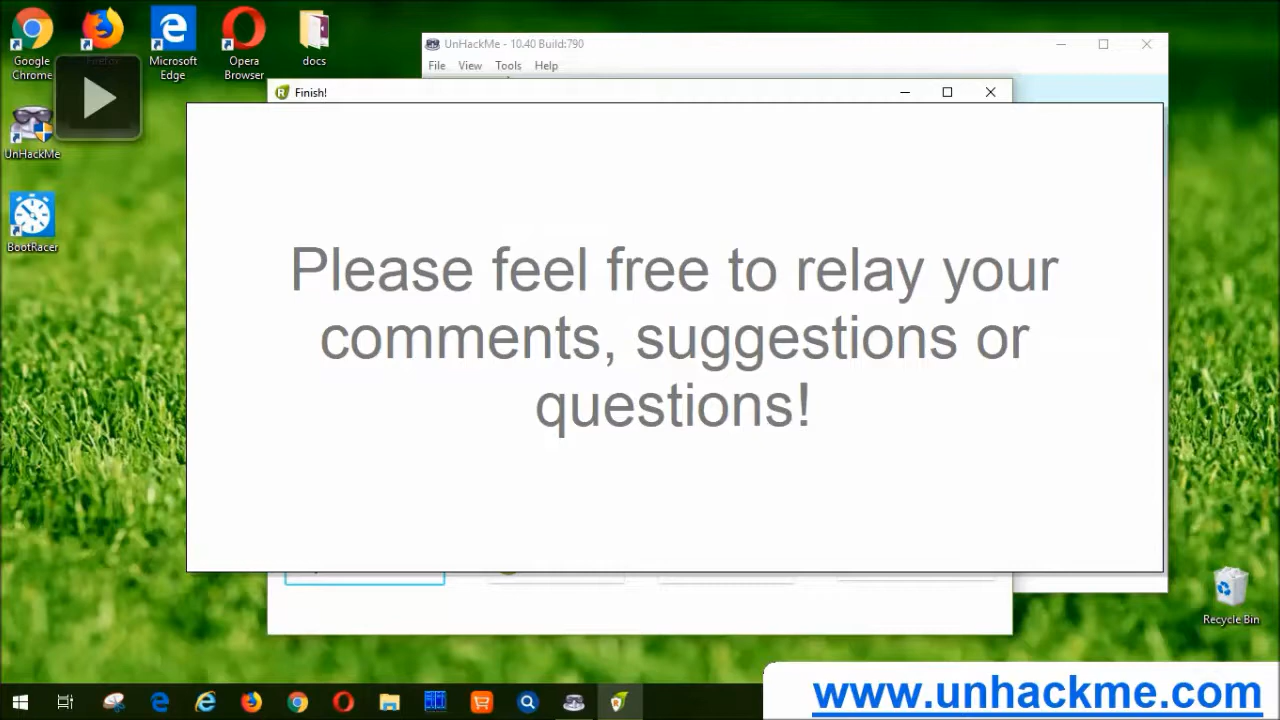 Google
Chrome
Firefox
Microsoft
Edge
Opera
Browser
docs
UnHackMe
BootRacer
UnHackMe - 10.40 Build:790
File View Tools Help
Finish!
Please feel free to relay your
comments, suggestions or
questions!
Recycle Bin
www.unhackme.com